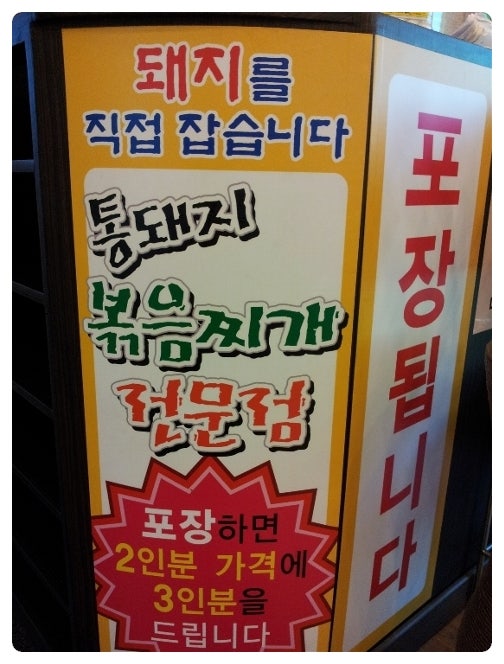 돼지를
직접 잡습니다
통돼지
볶음찌개
전문점
포장하면
2인분 가격에
3인분을
드립니다
포장됩니다